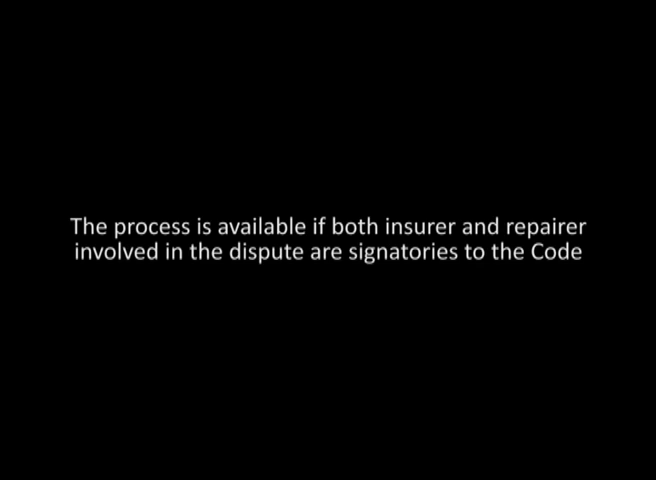 The process is available if both insurer and repairer
involved in the dispute are signatories to the Code